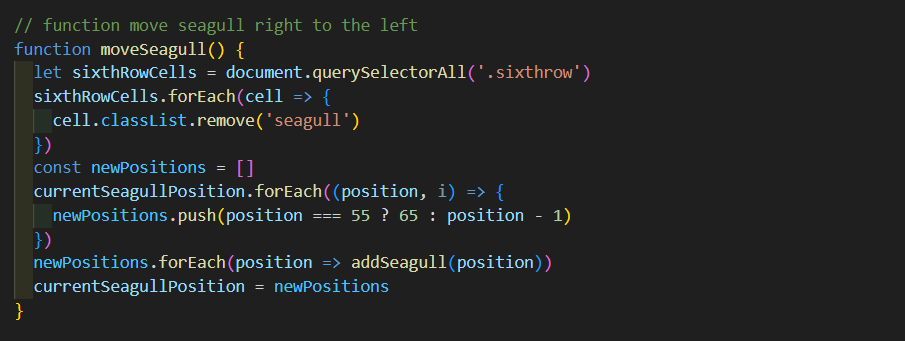 // function move seagull right to the left
function moveSeagull() {
  let sixthRowCells = document.querySelectorAll('.sixthrow')
  sixthRowCells.forEach(cell => {
    cell.classList.remove('seagull')
  })
  const newPositions = []
  currentSeagullPosition.forEach((position, i) => {
    newPositions.push(position === 55 ? 65 : position - 1)
  })
  newPositions.forEach(position => addSeagull(position))
  currentSeagullPosition = newPositions
}